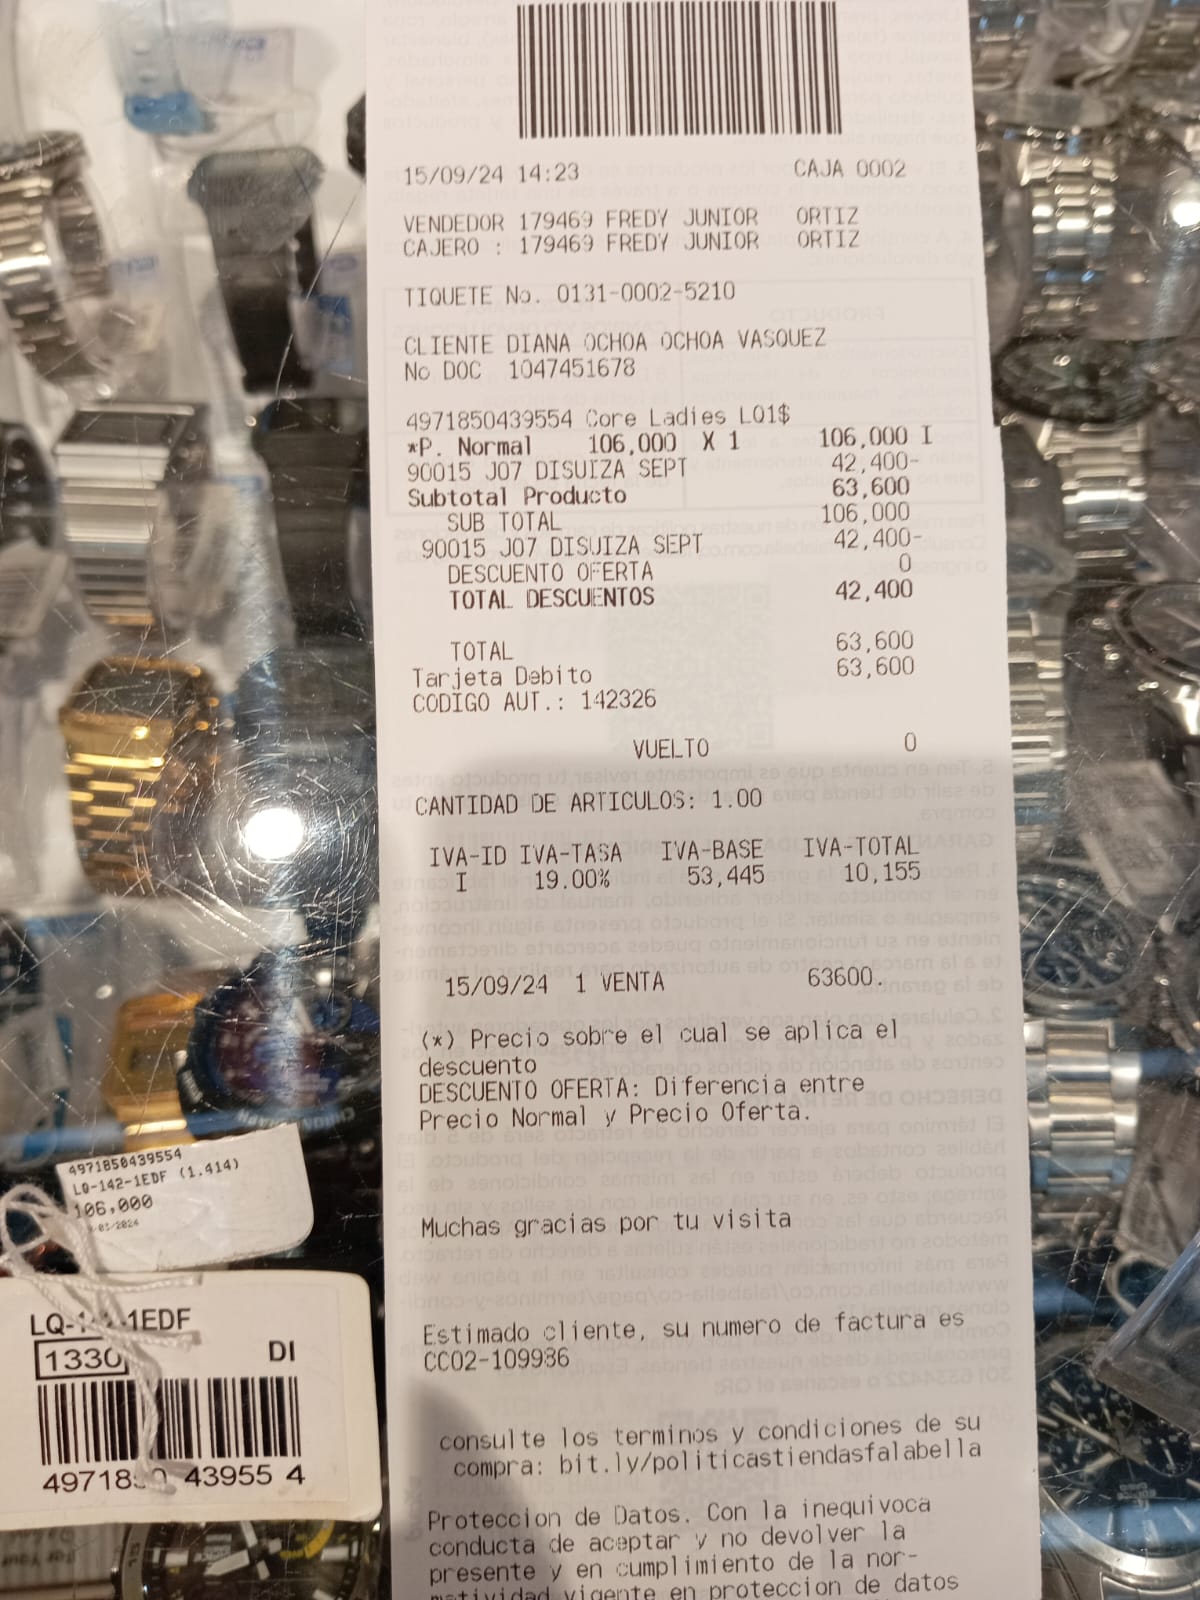 15/09/24 14:23 CAJA 0002
VENDEDOR 179469 FREDY JUNIOR ORTIZ
CAJERO : 179469 FREDY JUNIOR ORTIZ
TIQUETE No. 0131-0002-5210
CLIENTE DIANA OCHOA OCHOA VASQUEZ
No DOC 1047451678
4971850439554 Core Ladies LQ1$
*P. Normal 106,000 X 1 106,000 I
90015 J07 DISUIZA SEPT 42,400-
Subtotal Producto 63,600
SUB TOTAL 106,000
90015 J07 DISUIZA SEPT 42,400-
DESCUENTO OFERTA 0
TOTAL DESCUENTOS 42,400
TOTAL 63,600
Tarjeta Debito 63,600
CODIGO AUT.: 142326
VUELTO 0
CANTIDAD DE ARTICULOS: 1.00
IVA-ID IVA-TASA IVA-BASE IVA-TOTAL
I 19.00% 53,445 10,155
15/09/24 1 VENTA 63600.
(*) Precio sobre el cual se aplica el
descuento
DESCUENTO OFERTA: Diferencia entre
Precio Normal y Precio Oferta.
Muchas gracias por tu visita
Estimado cliente, su numero de factura es
CC02-109986
consulte los terminos y condiciones de su
compra: bit.ly/politicastiendasfalabella
Proteccion de Datos. Con la inequivoca
conducta de aceptar y no devolver la
presente y en cumplimiento de la nor-
matividad vigente en proteccion de datos
4971850439554
LQ-142-1EDF (1.414)
106,000
1330 DI
43955 4